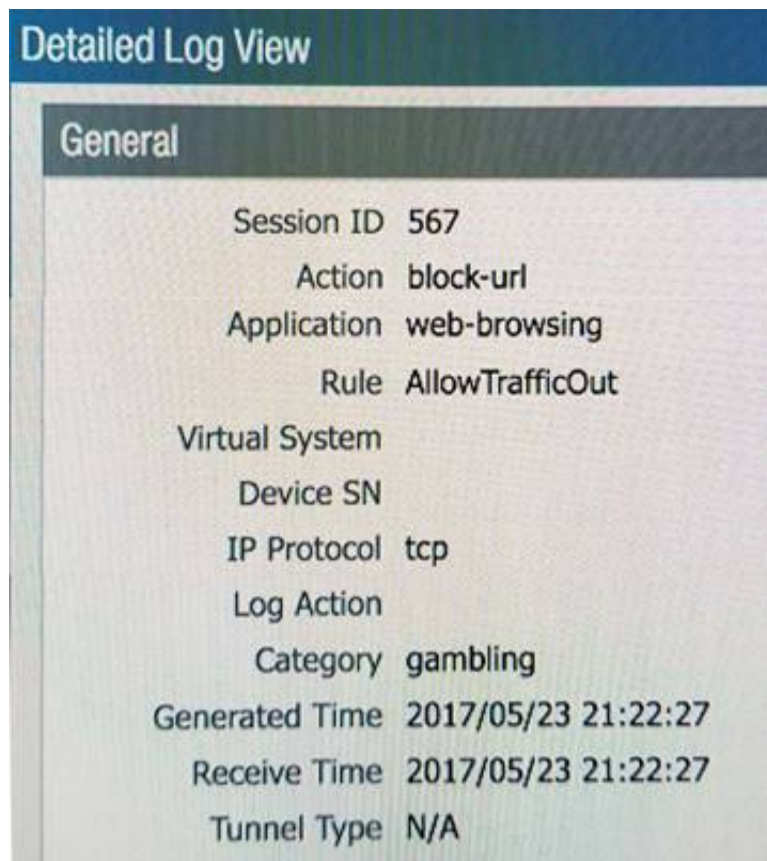 Detailed Log View
General
Session ID 567
Action block-url
Application web-browsing
Rule AllowTrafficOut
Virtual System
Device SN
IP Protocol tcp
Log Action
Category gambling
Generated Time 2017/05/23 21:22:27
Receive Time 2017/05/23 21:22:27
Tunnel Type N/A